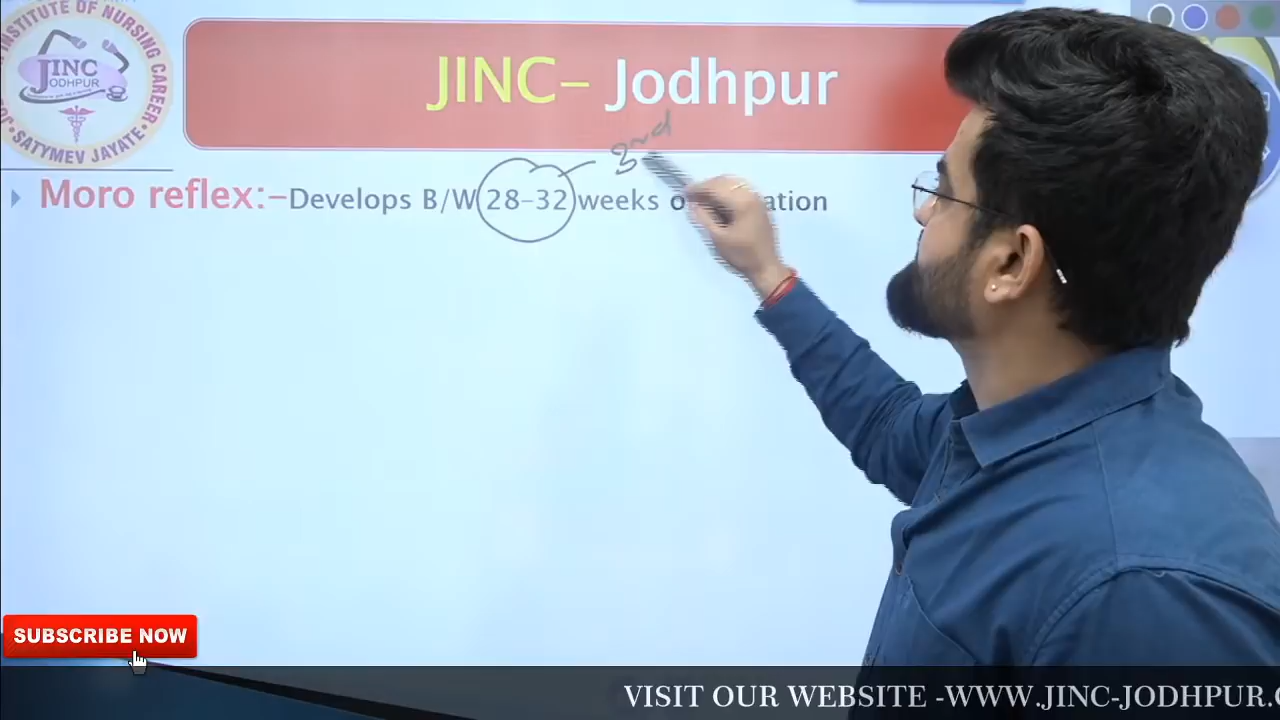 INSTITUTE OF NURSING CAREER
JINC
JODHPUR
SATYMEV JAYATE
JINC- Jodhpur
3rd
Moro reflex:-Develops B/W 28-32 weeks o ation
SUBSCRIBE NOW
VISIT OUR WEBSITE -WWW.JINC-JODHPUR.C